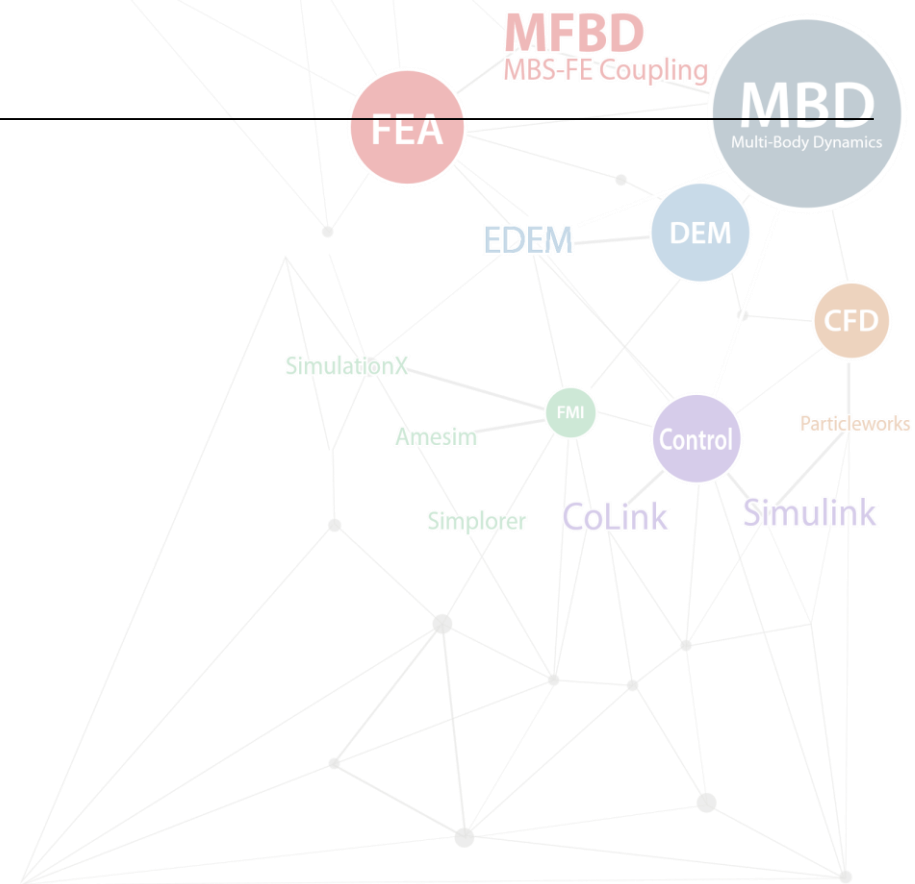 MFBD
MBS-FE Coupling
MBD
Multi-Body Dynamics
FEA
EDEM
DEM
CFD
SimulationX
FMI
Amesim
Control
Particleworks
Simplorer
CoLink
Simulink